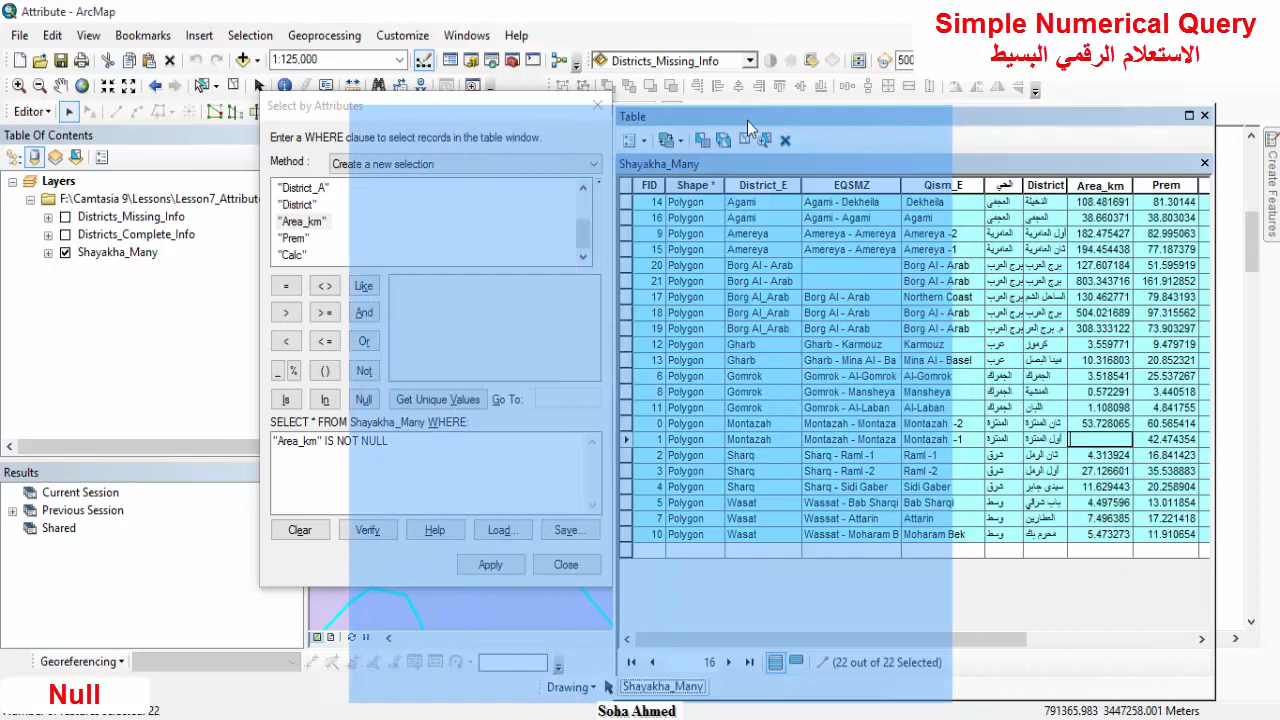 Attribute - ArcMap
Simple Numerical Query
الاستعلام الرقمي البسيط
File Edit View Bookmarks Insert Selection Geoprocessing Customize Windows Help
1:125,000
Districts_Missing_Info
500
Editor
Table Of Contents
Layers
F:\Camtasia 9\Lessons\Lesson7_Attribute
Districts_Missing_Info
Districts_Complete_Info
Shayakha_Many
Results
Current Session
Previous Session
Shared
Select by Attributes
Enter a WHERE clause to select records in the table window.
Method : Create a new selection
"District_A"
"District"
"Area_km"
"Prem"
"Calc"
= < > Like
> > = And
< < = Or
_ % ( ) Not
Is In Null Get Unique Values Go To:
SELECT * FROM Shayakha_Many WHERE:
"Area_km" IS NOT NULL
Clear Verify Help Load... Save...
Apply Close
Table
Shayakha_Many
FID Shape * District_E EQSMZ Qism_E الحي District Area_km Prem
14 Polygon Agami Agami - Dekheila Dekheila العجمي الدخيلة 108.481691 81.30144
16 Polygon Agami Agami - Agami Agami العجمي العجمي 38.660371 38.803034
9 Polygon Amereya Amereya - Amereya Amereya -2 العامرية أول العامرية 182.475427 82.995063
15 Polygon Amereya Amereya - Amereya Amereya -1 العامرية ثان العامرية 194.454438 77.187379
20 Polygon Borg Al - Arab Borg Al - Arab برج العرب برج العرب 127.607184 51.595919
21 Polygon Borg Al - Arab Borg Al - Arab برج العرب برج العرب 803.343716 161.912852
17 Polygon Borg Al_Arab Borg Al - Arab Northern Coast برج العرب الساحل الشم 130.462771 79.843193
18 Polygon Borg Al_Arab Borg Al - Arab Borg Al - Arab برج العرب برج العرب 504.021689 97.315562
19 Polygon Borg Al_Arab Borg Al - Arab Borg Al - Arab برج العرب م. برج العر 308.333122 73.903297
12 Polygon Gharb Gharb - Karmouz Karmouz غرب كرموز 3.559771 9.479719
13 Polygon Gharb Gharb - Mina Al - Ba Mina Al - Basel غرب مينا البصل 10.316803 20.852321
6 Polygon Gomrok Gomrok - Al-Gomrok Al-Gomrok الجمرك الجمرك 3.518541 25.537267
8 Polygon Gomrok Gomrok - Mansheya Mansheya الجمرك المنشية 0.572291 3.440518
11 Polygon Gomrok Gomrok - Al-Laban Al-Laban الجمرك اللبان 1.108098 4.841755
0 Polygon Montazah Montazah - Montaza Montazah -2 المنتزة ثان المنتزة 53.728065 60.565414
1 Polygon Montazah Montazah - Montaza Montazah -1 المنتزة أول المنتزة 42.474354
2 Polygon Sharq Sharq - Raml -1 Raml -1 شرق ثان الرمل 4.313924 16.841423
3 Polygon Sharq Sharq - Raml -2 Raml -2 شرق أول الرمل 27.126601 35.538883
4 Polygon Sharq Sharq - Sidi Gaber Sidi Gaber شرق سيدى جابر 11.629443 20.258904
5 Polygon Wasat Wassat - Bab Sharqi Bab Sharqi وسط باب شرقي 4.497596 13.011854
7 Polygon Wasat Wassat - Attarin Attarin وسط العطارين 7.496385 17.221418
10 Polygon Wasat Wassat - Moharam B Moharam Bek وسط محرم بك 5.473273 11.910654
16 (22 out of 22 Selected)
Shayakha_Many
Create Features
Georeferencing
Drawing
Null
22
Soha Ahmed
791365.983 3447258.001 Meters